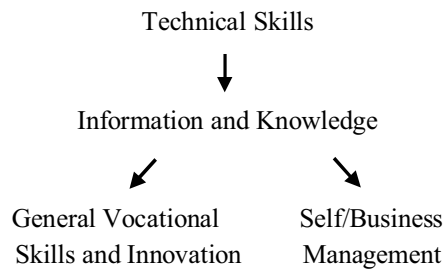 Technical Skills
Information and Knowledge
General Vocational
Skills and Innovation
Self/Business
Management